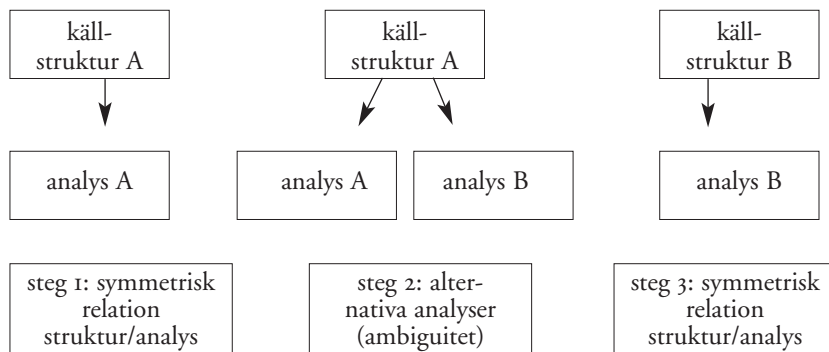 käll-
struktur A
käll-
struktur A
käll-
struktur B
analys A
analys A
analys B
analys B
steg 1: symmetrisk
relation
struktur/analys
steg 2: alter-
nativa analyser
(ambiguitet)
steg 3: symmetrisk
relation
struktur/analys